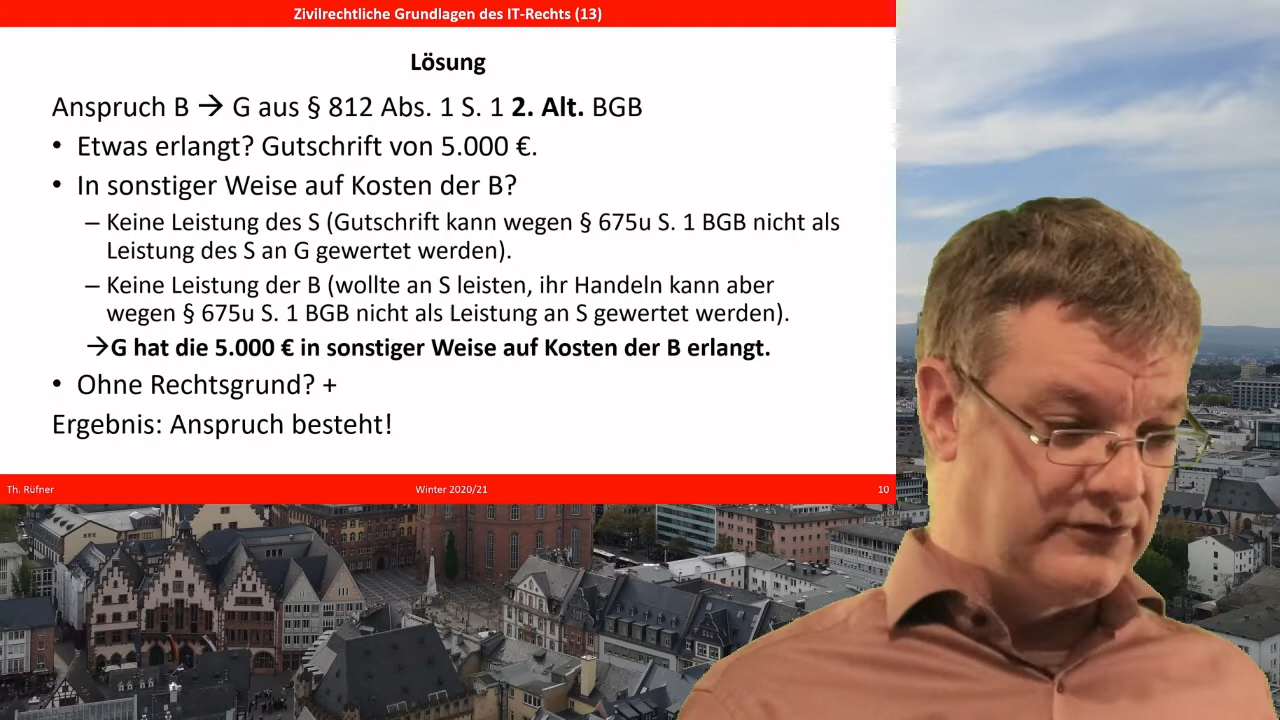 Zivilrechtliche Grundlagen des IT-Rechts (13)
Lösung
Anspruch B → G aus § 812 Abs. 1 S. 1 2. Alt. BGB
• Etwas erlangt? Gutschrift von 5.000 €.
• In sonstiger Weise auf Kosten der B?
– Keine Leistung des S (Gutschrift kann wegen § 675u S. 1 BGB nicht als
Leistung des S an G gewertet werden).
– Keine Leistung der B (wollte an S leisten, ihr Handeln kann aber
wegen § 675u S. 1 BGB nicht als Leistung an S gewertet werden).
→G hat die 5.000 € in sonstiger Weise auf Kosten der B erlangt.
• Ohne Rechtsgrund? +
Ergebnis: Anspruch besteht!
Th. Rüfner Winter 2020/21 10